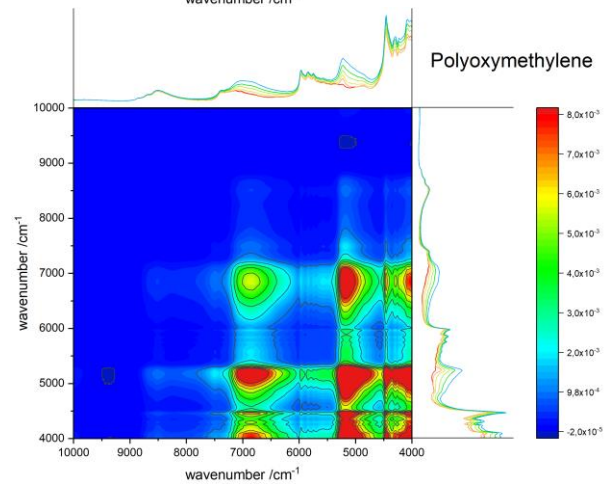 wavenumber /cm⁻¹
Polyoxymethylene
10000
9000
8000
7000
6000
5000
4000
wavenumber /cm⁻¹
10000 9000 8000 7000 6000 5000 4000
wavenumber /cm⁻¹
8,0x10⁻³
7,0x10⁻³
6,0x10⁻³
5,0x10⁻³
4,0x10⁻³
3,0x10⁻³
2,0x10⁻³
9,8x10⁻⁴
-2,0x10⁻⁵